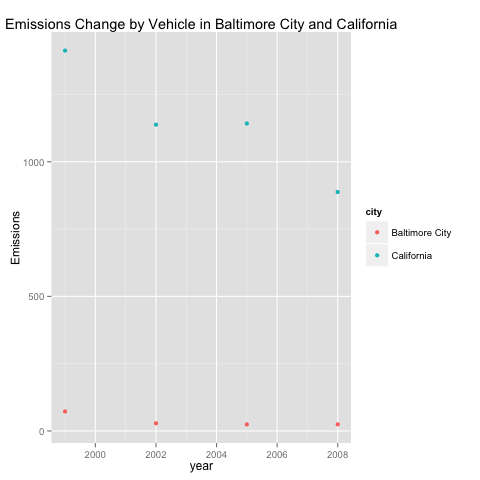 Emissions Change by Vehicle in Baltimore City and California
1000
500
0
Emissions
2000 2002 2004 2006 2008
year
city
Baltimore City
California